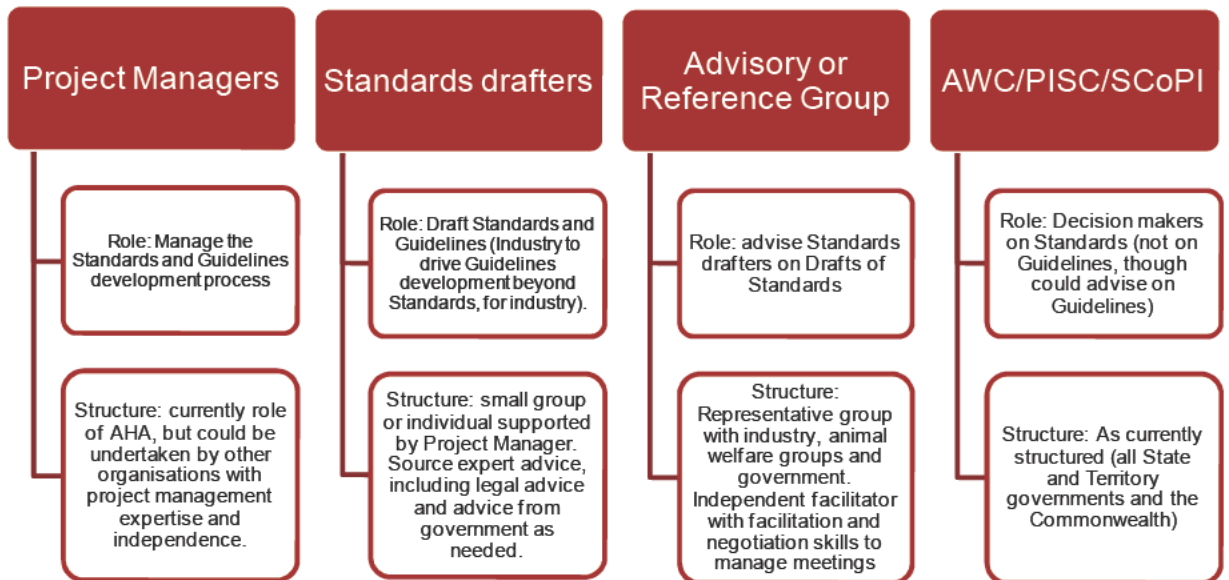 Project Managers
Role: Manage the
Standards and Guidelines
development process
Structure: currently role
of AHA, but could be
undertaken by other
organisations with
project management
expertise and
independence.
Standards drafters
Role: Draft Standards and
Guidelines (Industry to
drive Guidelines
development beyond
Standards, for industry).
Structure: small group
or individual supported
by Project Manager.
Source expert advice,
including legal advice
and advice from
government as
needed.
Advisory or
Reference Group
Role: advise Standards
drafters on Drafts of
Standards
Structure:
Representative group
with industry, animal
welfare groups and
government.
Independent facilitator
with facilitation and
negotiation skills to
manage meetings
AWC/PISC/SCoPI
Role: Decision makers
on Standards (not on
Guidelines, though
could advise on
Guidelines)
Structure: As currently
structured (all State
and Territory
governments and the
Commonwealth)